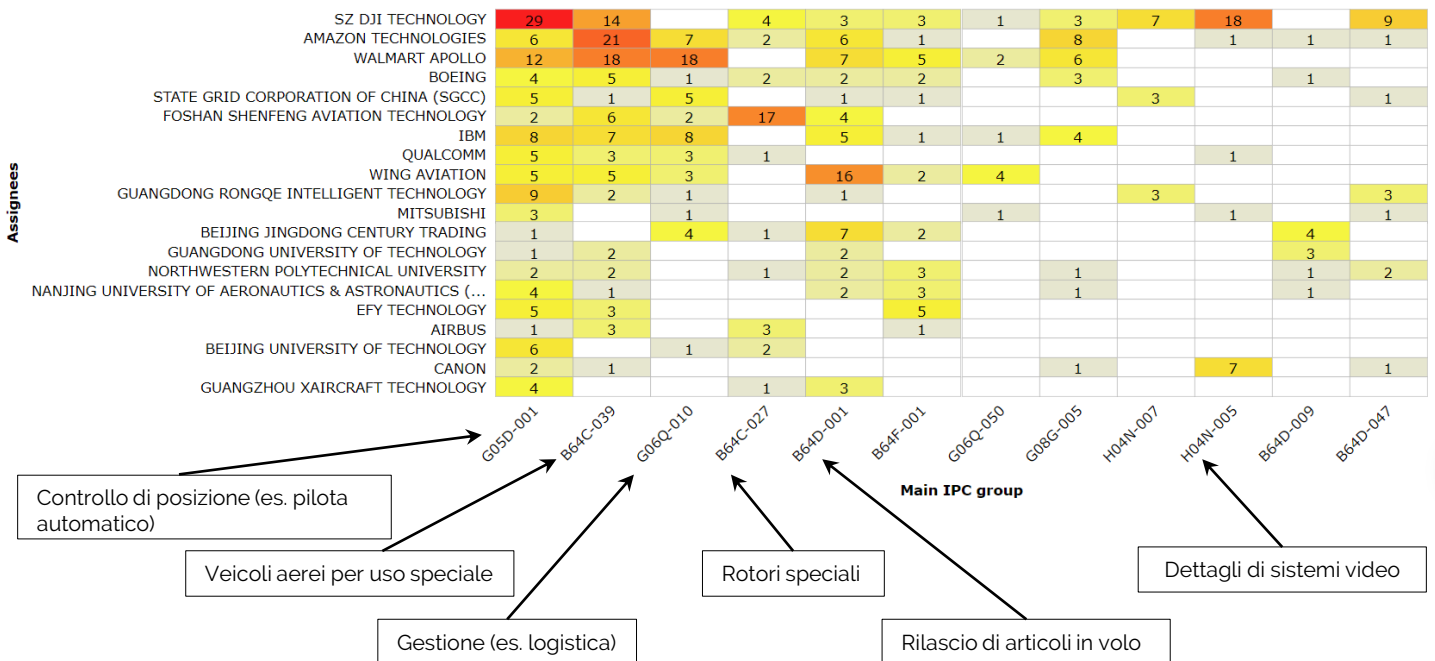 SZ DJI TECHNOLOGY 29 14 4 3 3 1 3 7 18 9
AMAZON TECHNOLOGIES 6 21 7 2 6 1 8 1 1 1
WALMART APOLLO 12 18 18 7 5 2 6
BOEING 4 5 1 2 2 2 3 1
STATE GRID CORPORATION OF CHINA (SGCC) 5 1 5 1 1 3 1
FOSHAN SHENFENG AVIATION TECHNOLOGY 2 6 2 17 4
IBM 8 7 8 5 1 1 4
QUALCOMM 5 3 3 1 1
WING AVIATION 5 5 3 16 2 4
GUANGDONG RONGQE INTELLIGENT TECHNOLOGY 9 2 1 1 3 3
MITSUBISHI 3 1 1 1 1
BEIJING JINGDONG CENTURY TRADING 1 4 1 7 2 4
GUANGDONG UNIVERSITY OF TECHNOLOGY 1 2 2 3
NORTHWESTERN POLYTECHNICAL UNIVERSITY 2 2 1 2 3 1 1 2
NANJING UNIVERSITY OF AERONAUTICS & ASTRONAUTICS (... 4 1 2 3 1 1
EFY TECHNOLOGY 5 3 5
AIRBUS 1 3 3 1
BEIJING UNIVERSITY OF TECHNOLOGY 6 1 2
CANON 2 1 1 7 1
GUANGZHOU XAIRCRAFT TECHNOLOGY 4 1 3
Assignees
G05D-001 B64C-039 G06Q-010 B64C-027 B64D-001 B64F-001 G06Q-050 G08G-005 H04N-007 H04N-005 B64D-009 B64D-047
Main IPC group
Controllo di posizione (es. pilota
automatico)
Veicoli aerei per uso speciale
Rotori speciali
Dettagli di sistemi video
Gestione (es. logistica)
Rilascio di articoli in volo